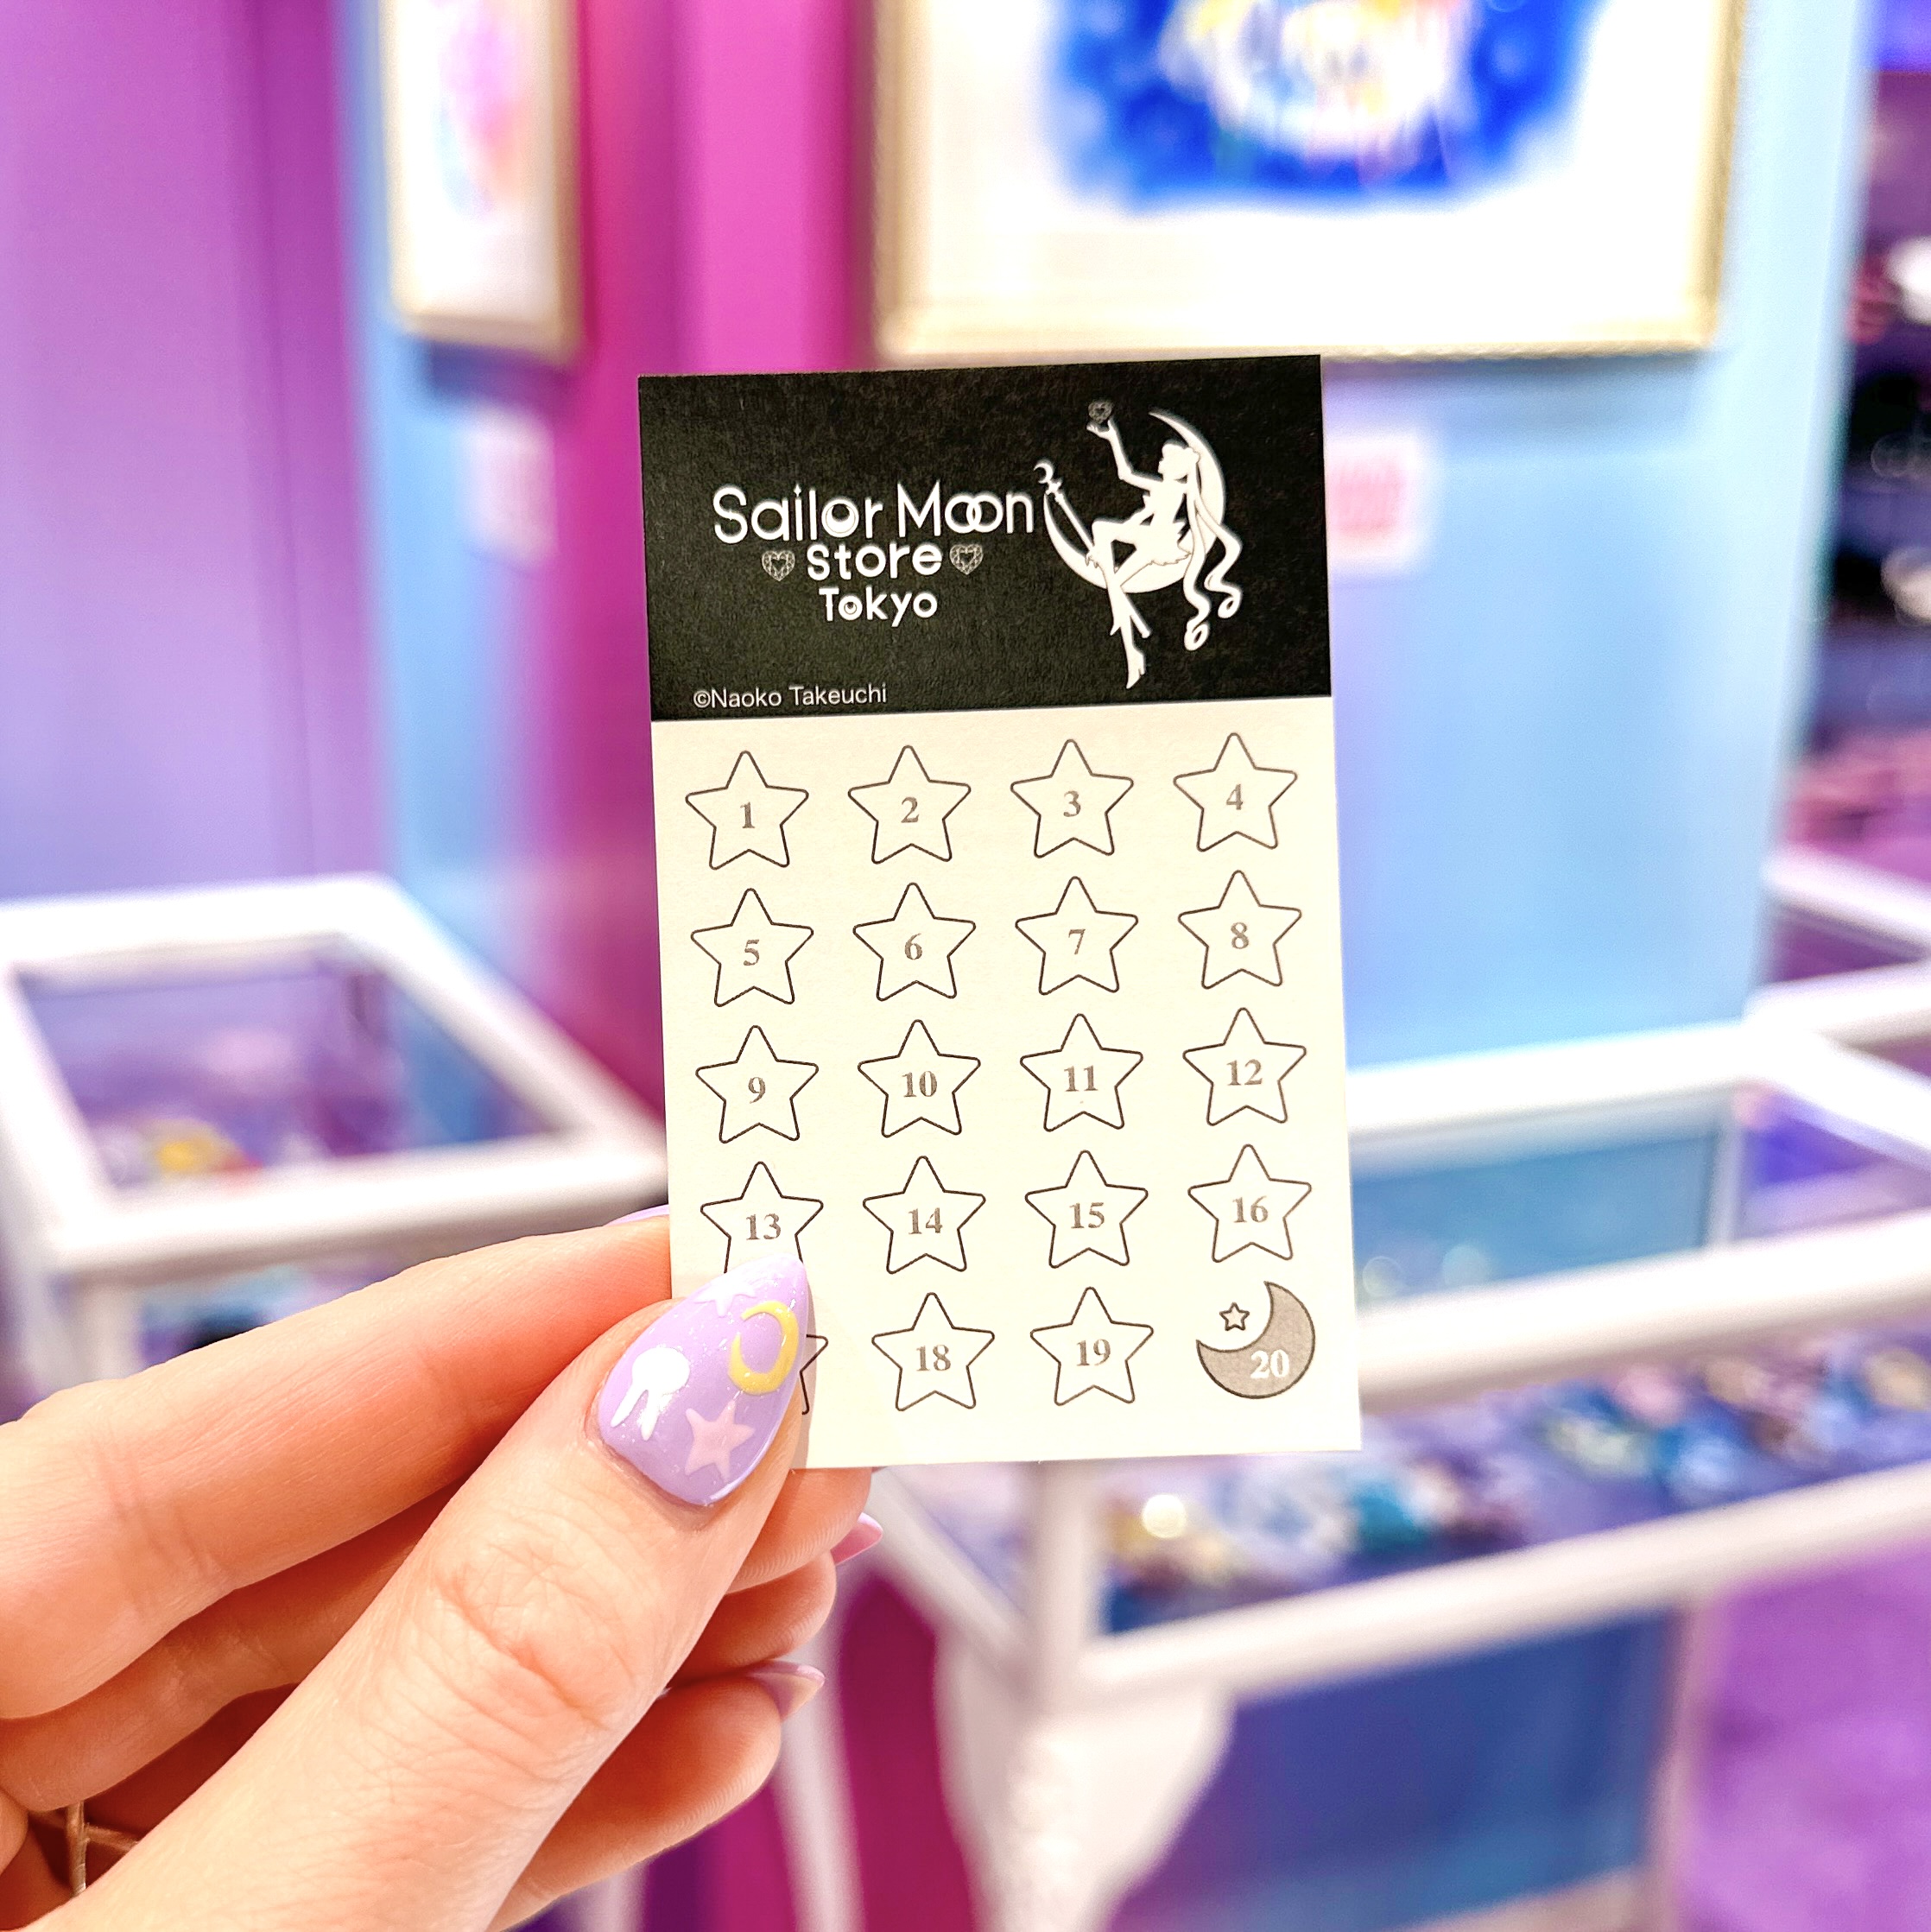 Sailor Moon
Store
Tokyo
©Naoko Takeuchi
1 2 3 4
5 6 7 8
9 10 11 12
13 14 15 16
18 19 20